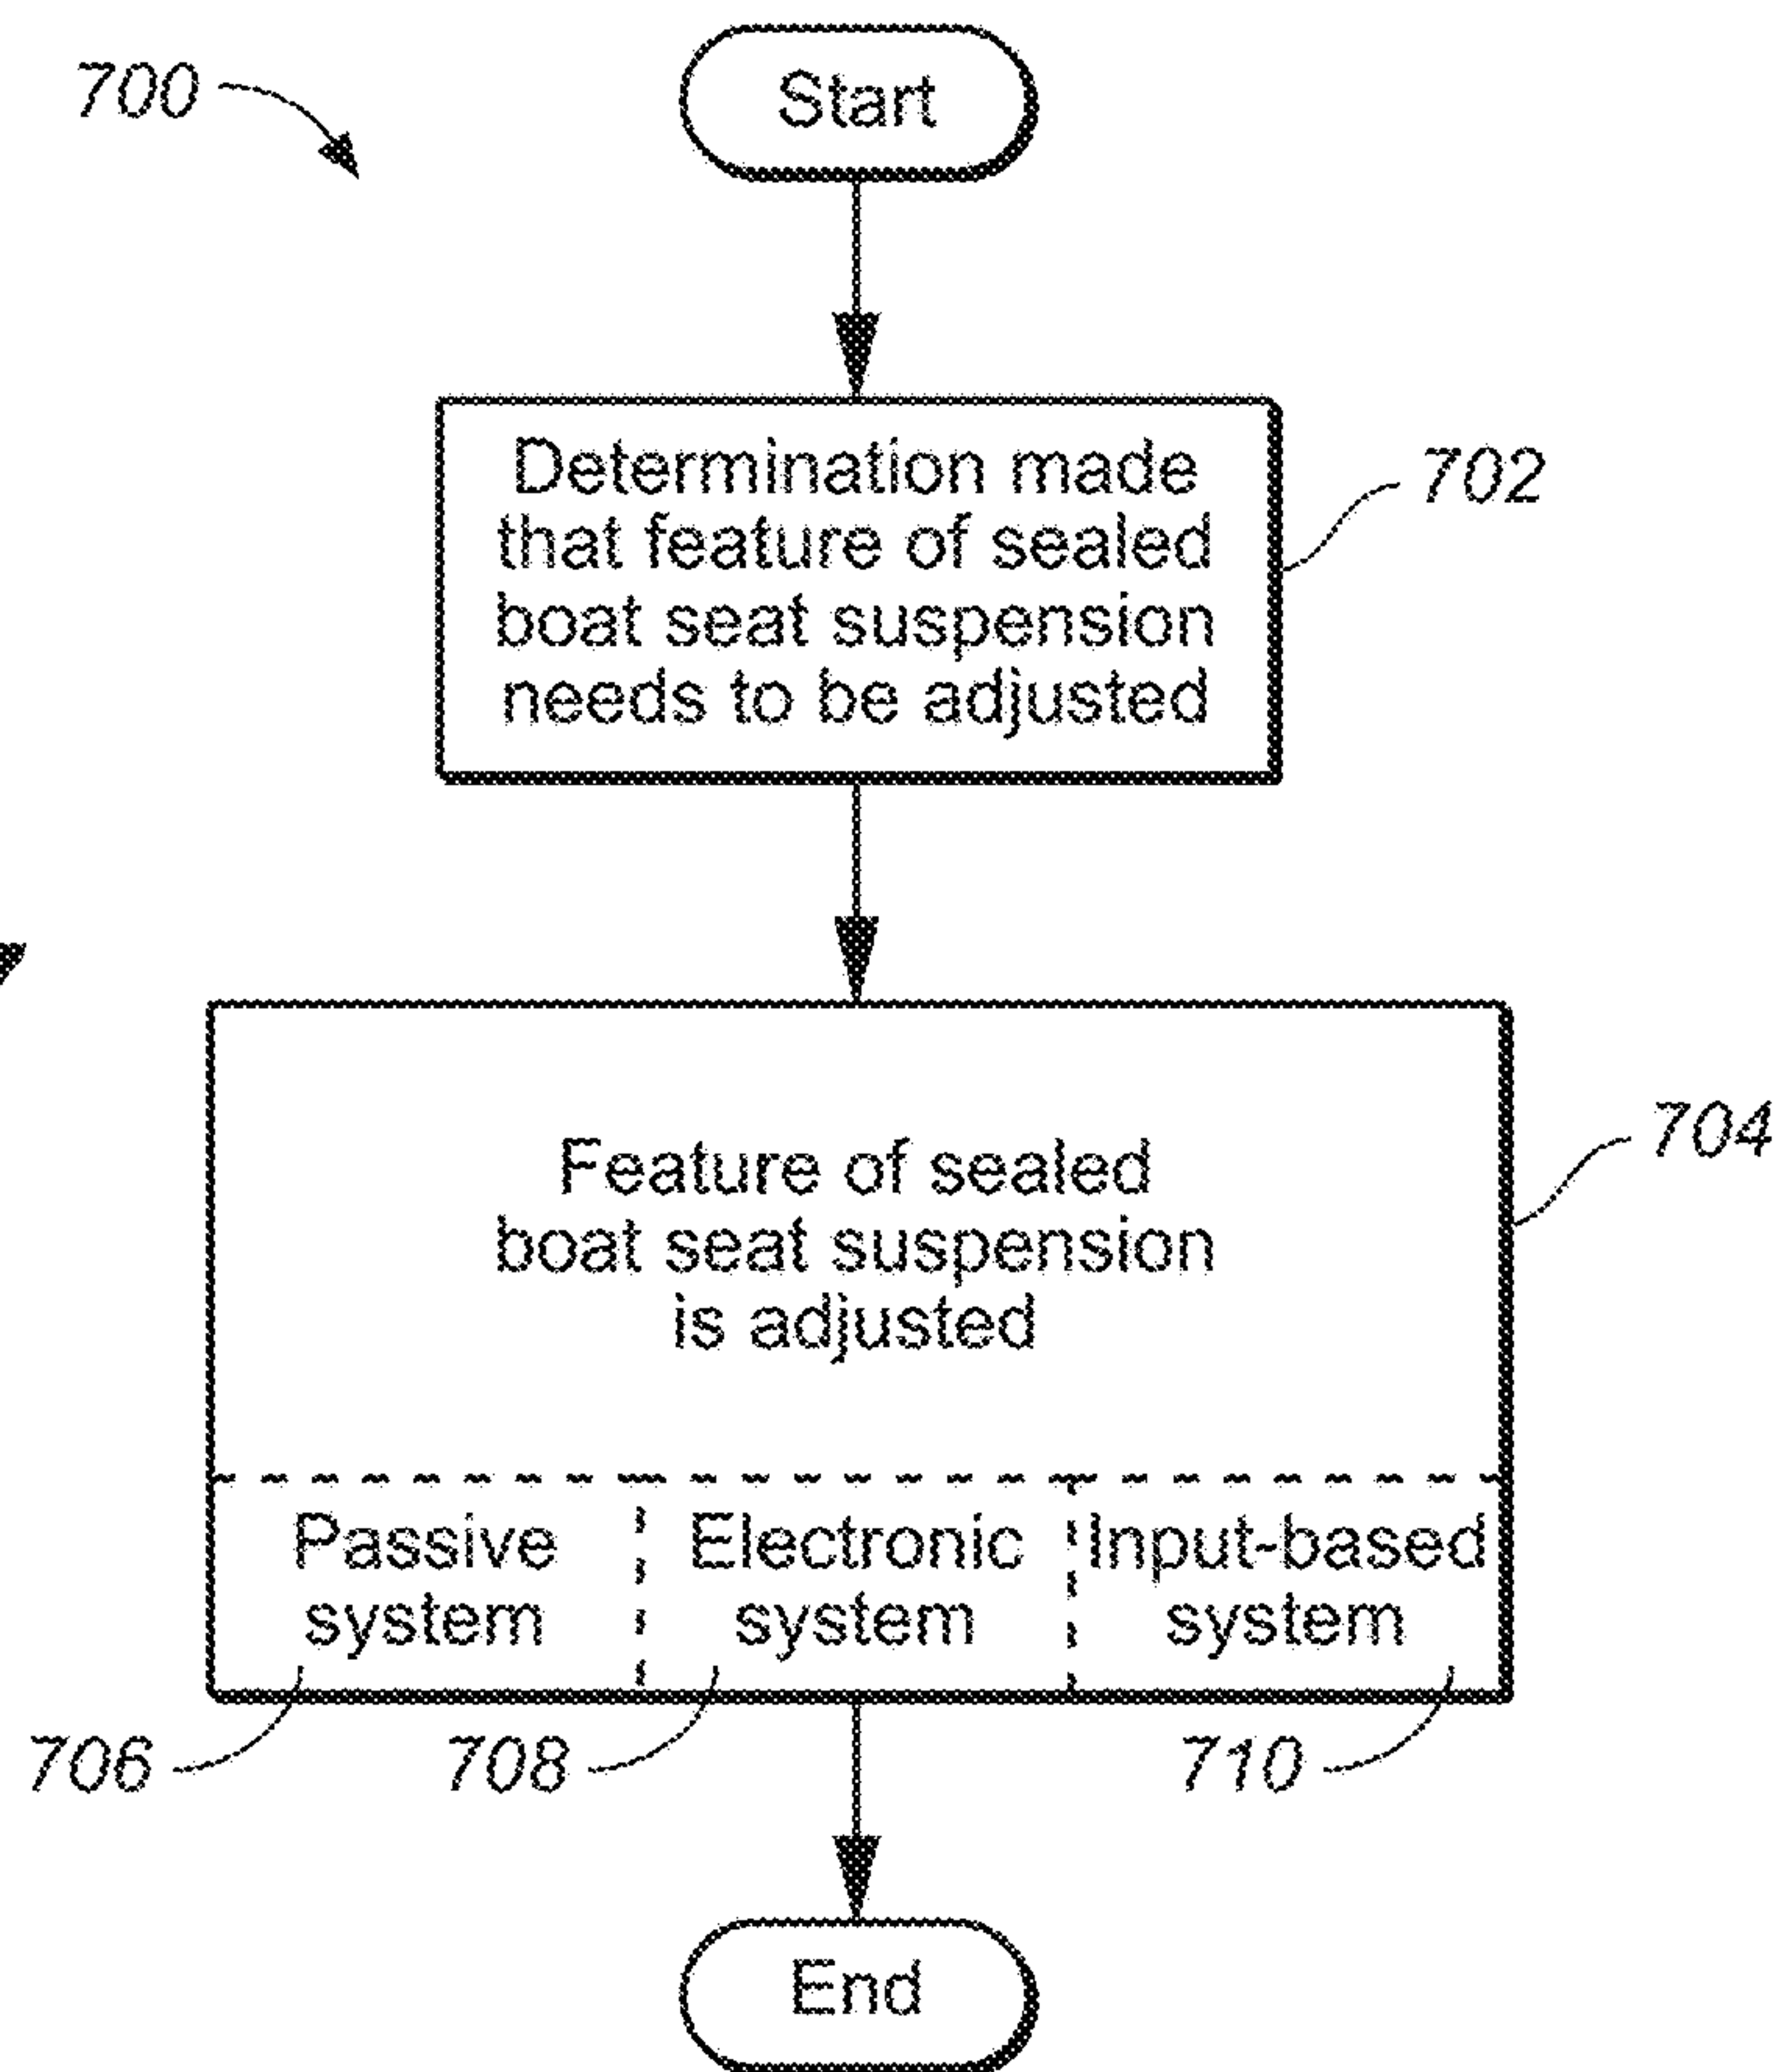 700
Start
Determination made
that feature of sealed
boat seat suspension
needs to be adjusted
702
Feature of sealed
boat seat suspension
is adjusted
704
Passive
system
Electronic
system
Input-based
system
706
708
710
End